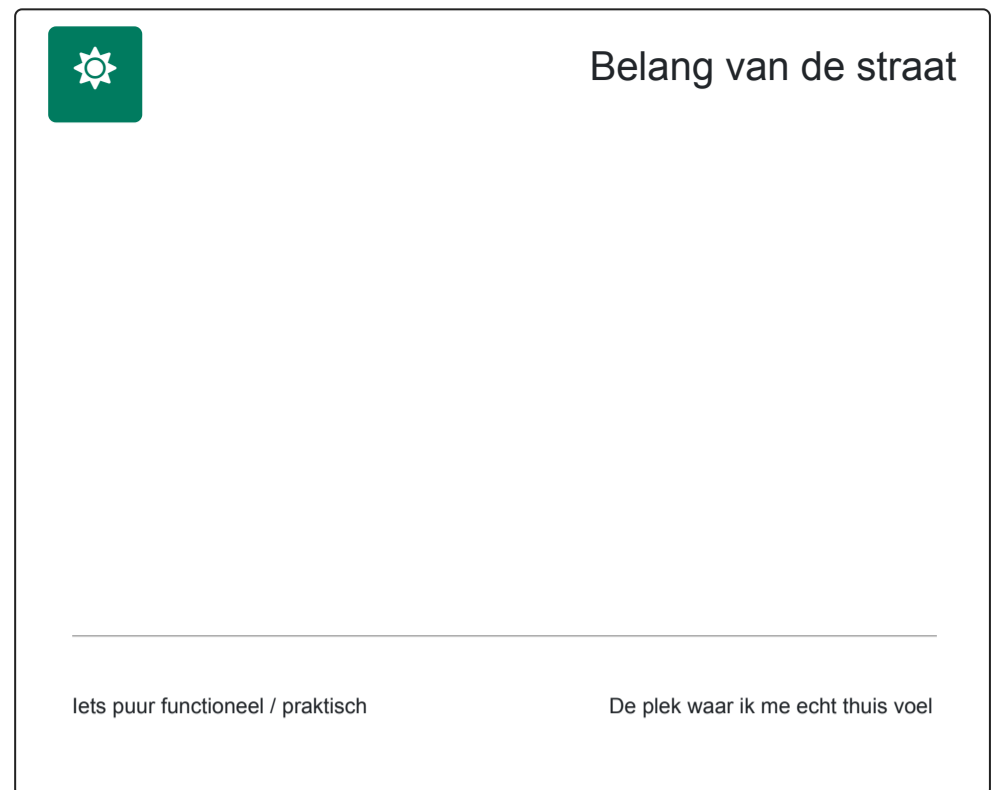 Belang van de straat
Iets puur functioneel / praktisch
De plek waar ik me echt thuis voel